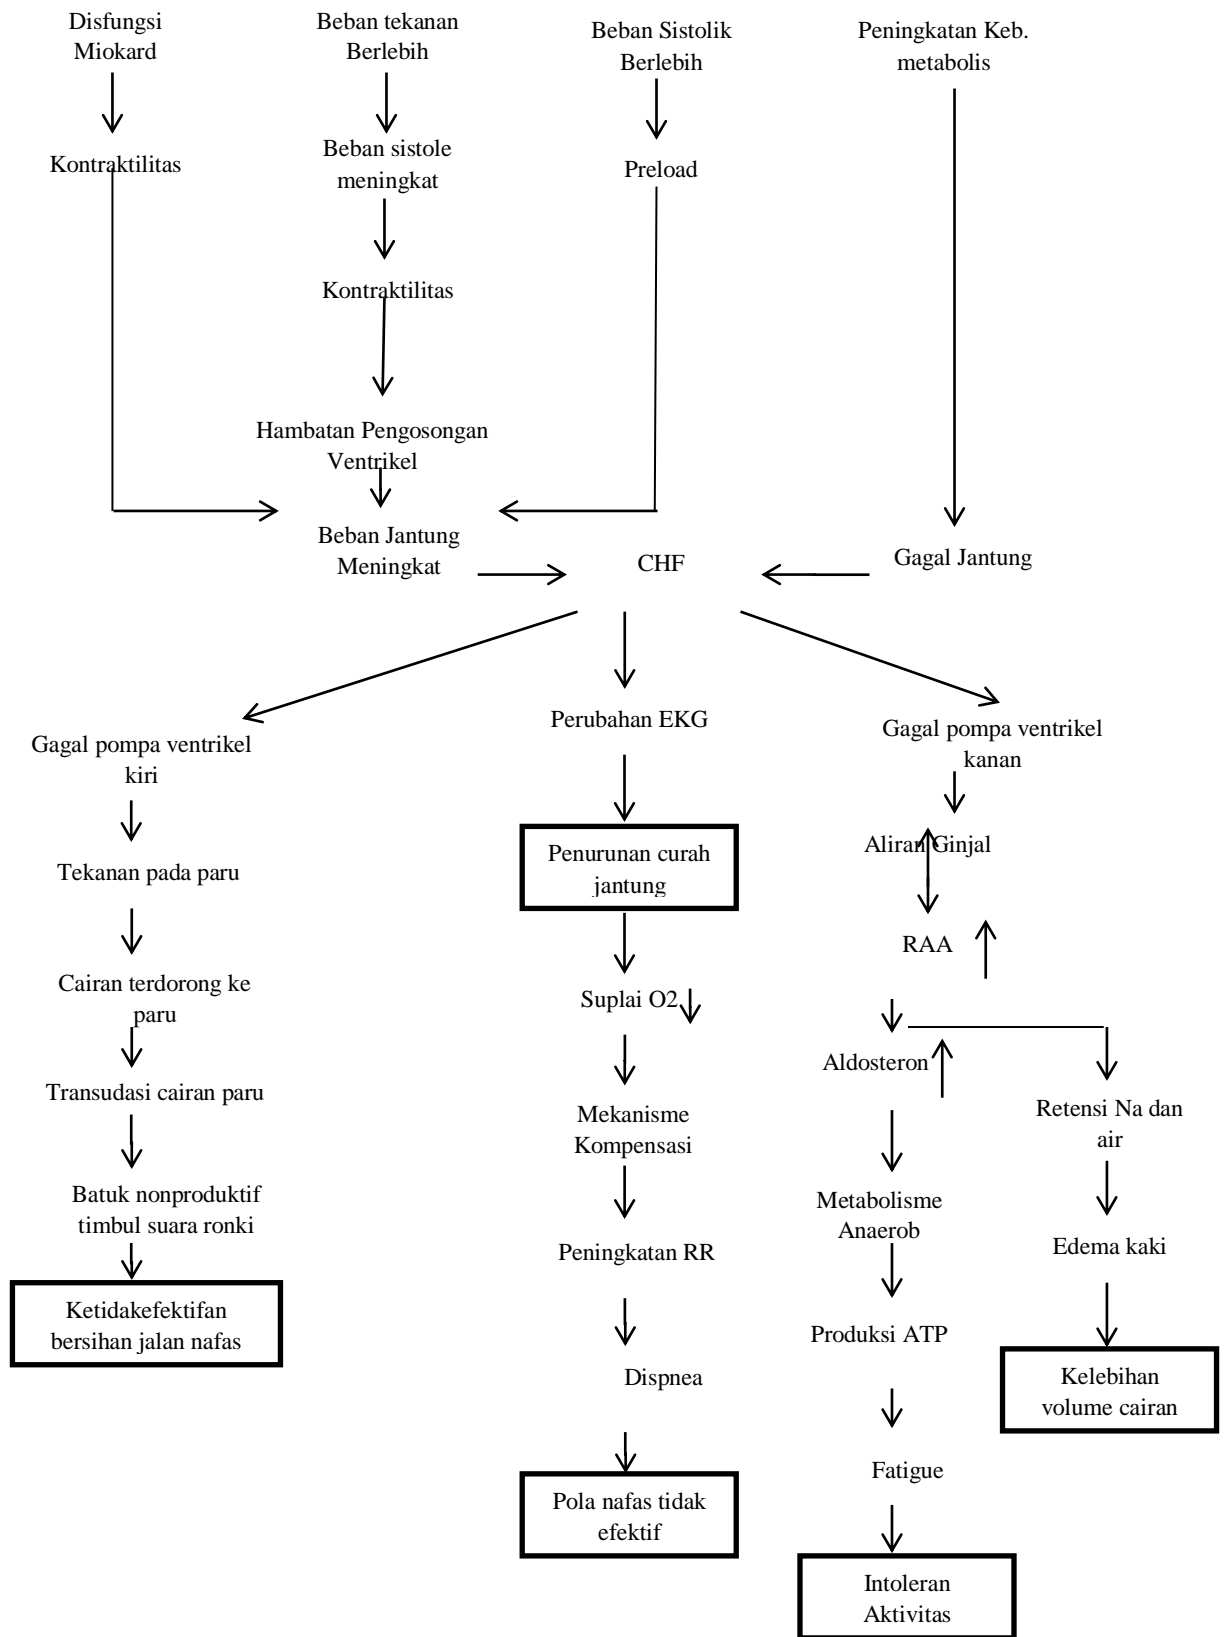 Disfungsi
Miokard
Beban tekanan
Berlebih
Beban Sistolik
Berlebih
Peningkatan Keb.
metabolis
Kontraktilitas
Beban sistole
meningkat
Preload
Kontraktilitas
Hambatan Pengosongan
Ventrikel
Beban Jantung
Meningkat
CHF
Gagal Jantung
Gagal pompa ventrikel
kiri
Perubahan EKG
Gagal pompa ventrikel
kanan
Tekanan pada paru
Penurunan curah
jantung
Aliran Ginjal
RAA
Cairan terdorong ke
paru
Suplai O2
Aldosteron
Transudasi cairan paru
Mekanisme
Kompensasi
Retensi Na dan
air
Batuk nonproduktif
timbul suara ronki
Metabolisme
Anaerob
Peningkatan RR
Edema kaki
Ketidakefektifan
bersihan jalan nafas
Produksi ATP
Dispnea
Kelebihan
volume cairan
Fatigue
Pola nafas tidak
efektif
Intoleran
Aktivitas